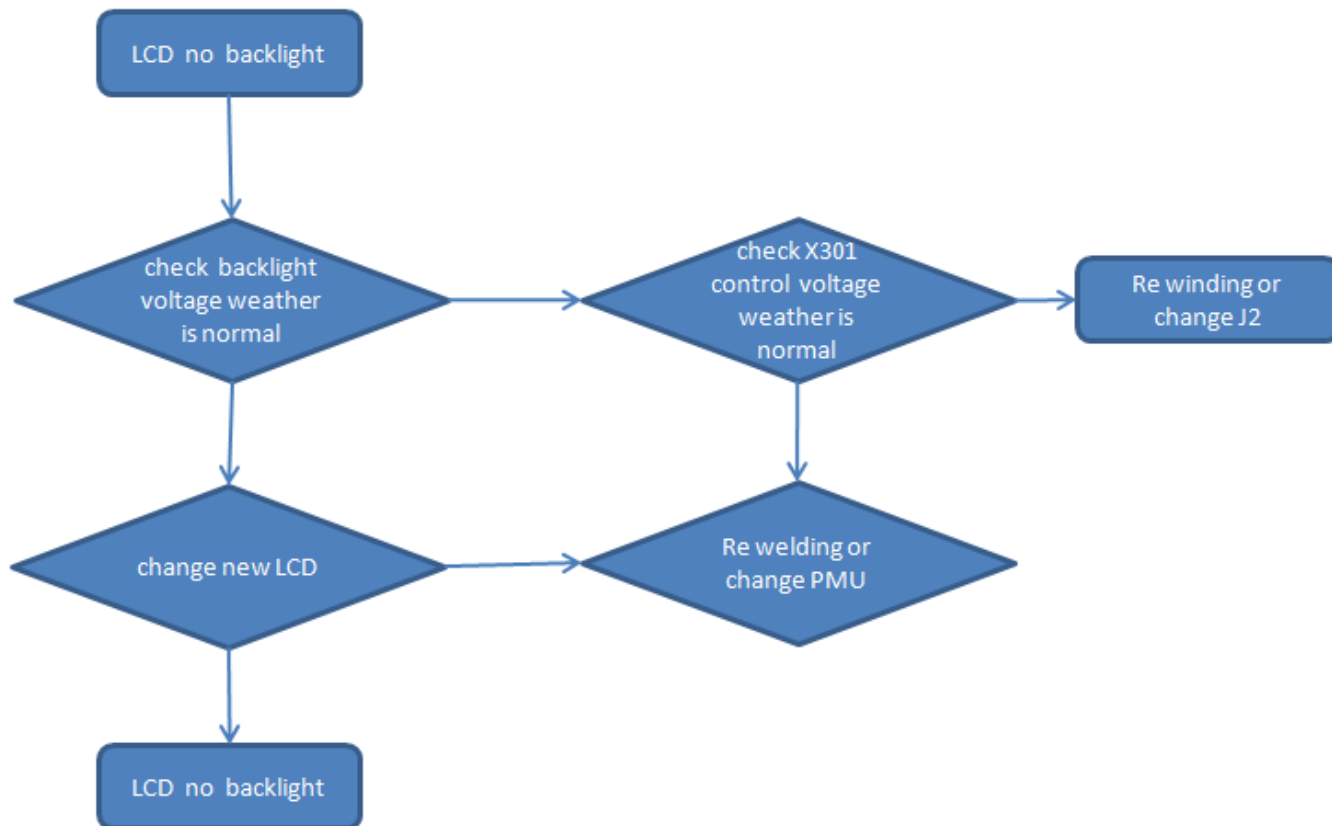 LCD no backlight
check backlight
voltage weather
is normal
check X301
control voltage
weather is
normal
Re winding or
change J2
change new LCD
Re welding or
change PMU
LCD no backlight